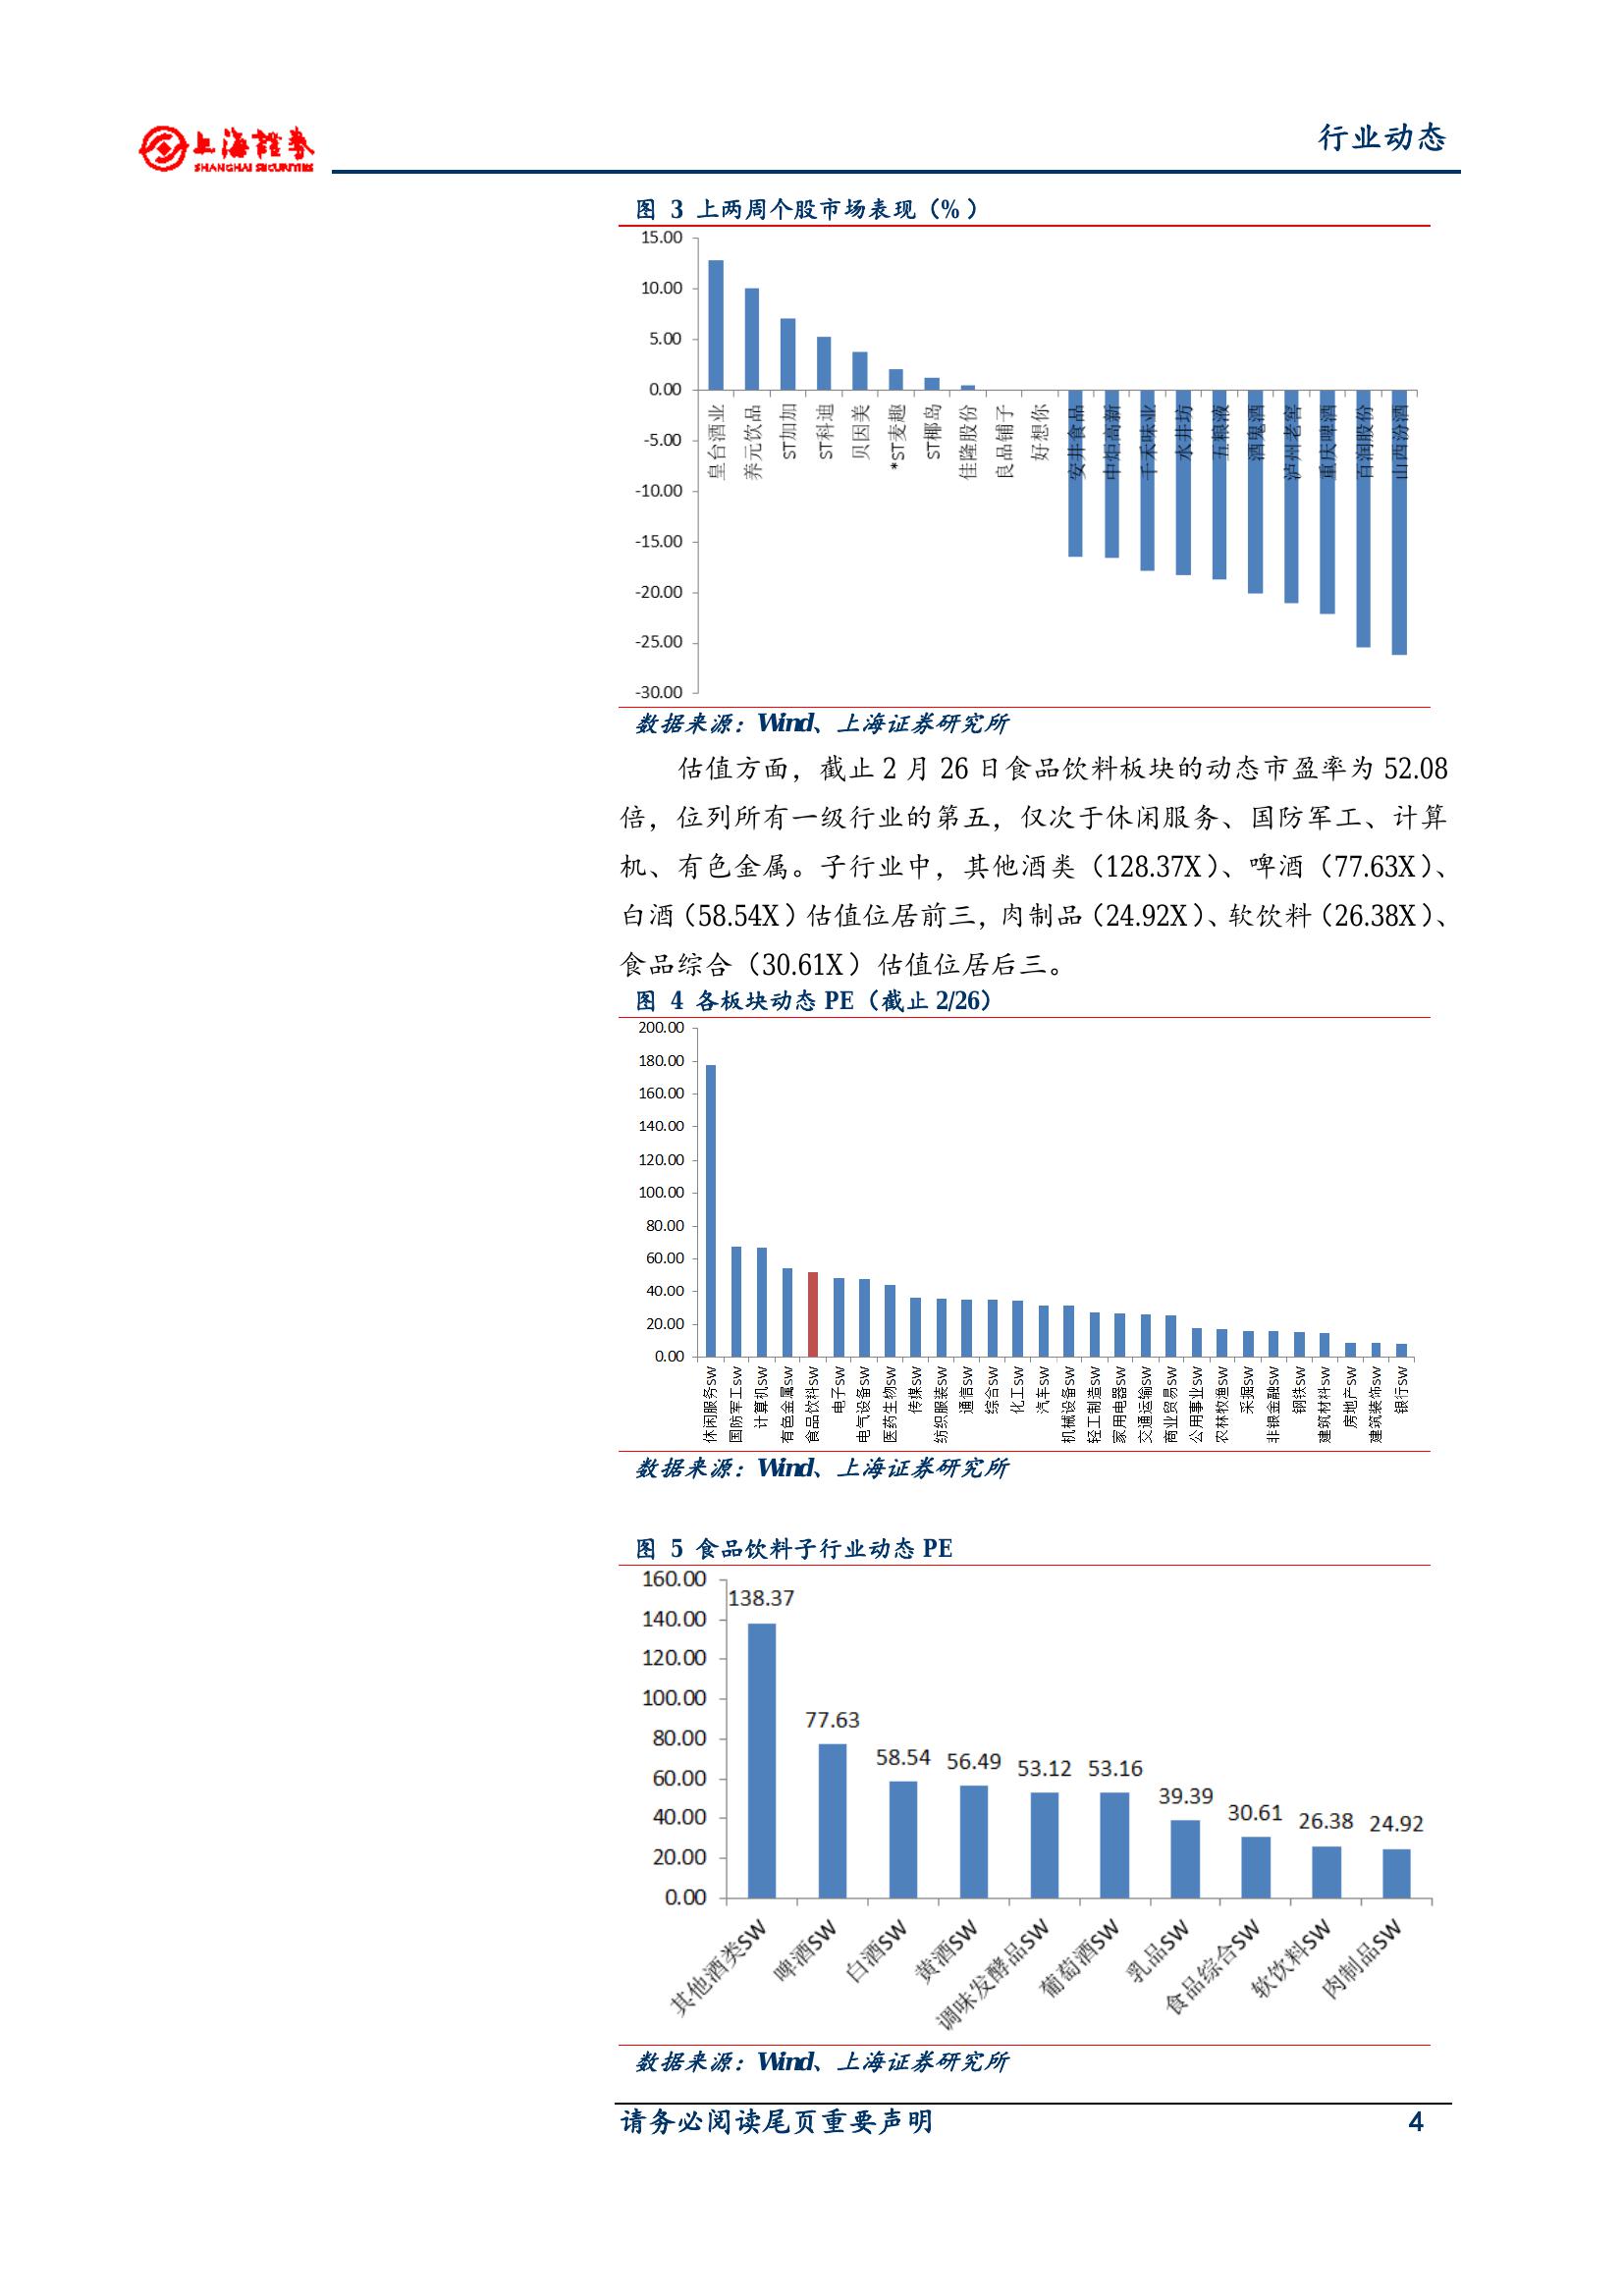 上海證券
SHANGHAI SECURITIES
行业动态
图 3 上两周个股市场表现（%）
15.00
10.00
5.00
0.00
-5.00
-10.00
-15.00
-20.00
-25.00
-30.00
皇台酒业
养元饮品
ST加加
ST科迪
贝因美
*ST麦趣
ST椰岛
佳隆股份
良品铺子
好想你
安井食品
中炬高新
千禾味业
水井坊
五粮液
酒鬼酒
泸州老窖
重庆啤酒
百润股份
山西汾酒
数据来源：Wind、上海证券研究所
估值方面，截止 2 月 26 日食品饮料板块的动态市盈率为 52.08
倍，位列所有一级行业的第五，仅次于休闲服务、国防军工、计算
机、有色金属。子行业中，其他酒类（128.37X）、啤酒（77.63X）、
白酒（58.54X）估值位居前三，肉制品（24.92X）、软饮料（26.38X）、
食品综合（30.61X）估值位居后三。
图 4 各板块动态 PE（截止 2/26）
200.00
180.00
160.00
140.00
120.00
100.00
80.00
60.00
40.00
20.00
0.00
休闲服务SW
国防军工SW
计算机SW
有色金属SW
食品饮料SW
电子SW
电气设备SW
医药生物SW
传媒SW
纺织服装SW
通信SW
综合SW
化工SW
汽车SW
机械设备SW
轻工制造SW
家用电器SW
交通运输SW
商业贸易SW
公用事业SW
农林牧渔SW
采掘SW
非银金融SW
钢铁SW
建筑材料SW
房地产SW
建筑装饰SW
银行SW
数据来源：Wind、上海证券研究所
图 5 食品饮料子行业动态 PE
160.00
140.00
120.00
100.00
80.00
60.00
40.00
20.00
0.00
138.37
77.63
58.54
56.49
53.12
53.16
39.39
30.61
26.38
24.92
其他酒类SW
啤酒SW
白酒SW
黄酒SW
调味发酵品SW
葡萄酒SW
乳品SW
食品综合SW
软饮料SW
肉制品SW
数据来源：Wind、上海证券研究所
请务必阅读尾页重要声明
4